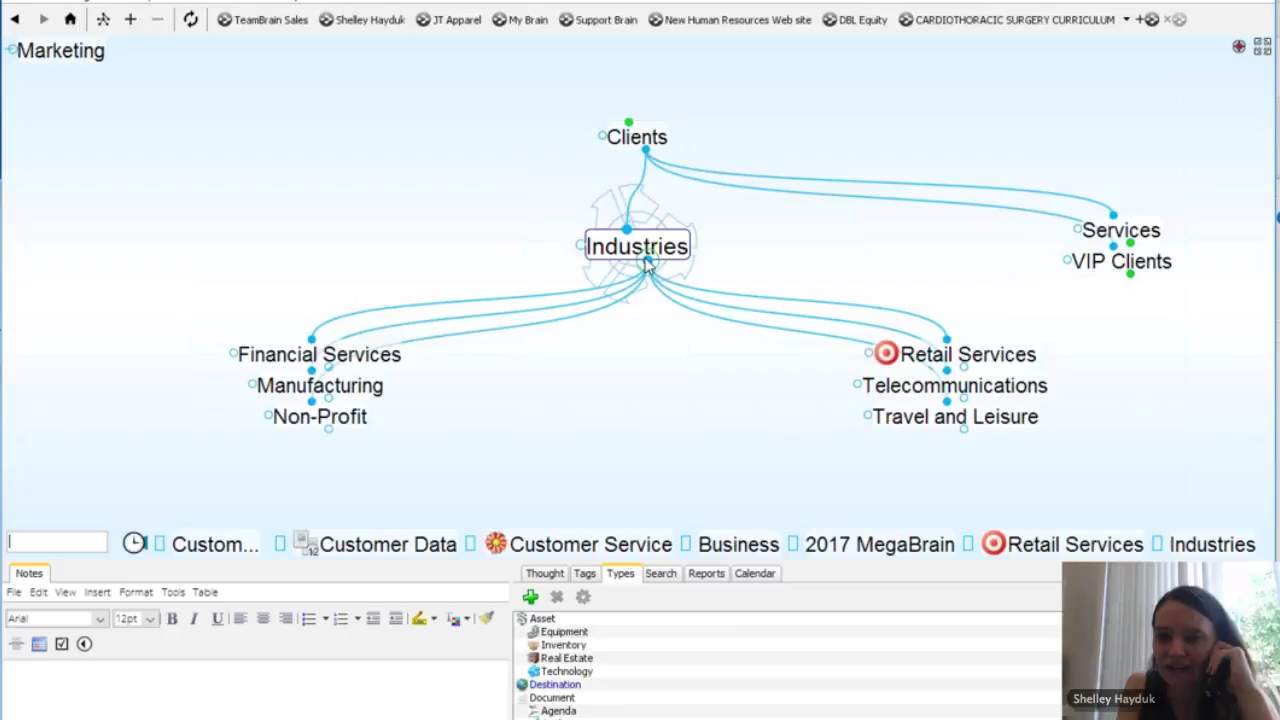 TeamBrain Sales Shelley Hayduk JT Apparel My Brain Support Brain New Human Resources Web site DBL Equity CARDIOTHORACIC SURGERY CURRICULUM
Marketing
Clients
Services
Industries
VIP Clients
Financial Services
Retail Services
Manufacturing
Telecommunications
Non-Profit
Travel and Leisure
Custom... Customer Data Customer Service Business 2017 MegaBrain Retail Services Industries
Notes
Thought Tags Types Search Reports Calendar
File Edit View Insert Format Tools Table
Arial 12pt B I U
Asset
Equipment
Inventory
Real Estate
Technology
Destination
Document
Agenda
Shelley Hayduk